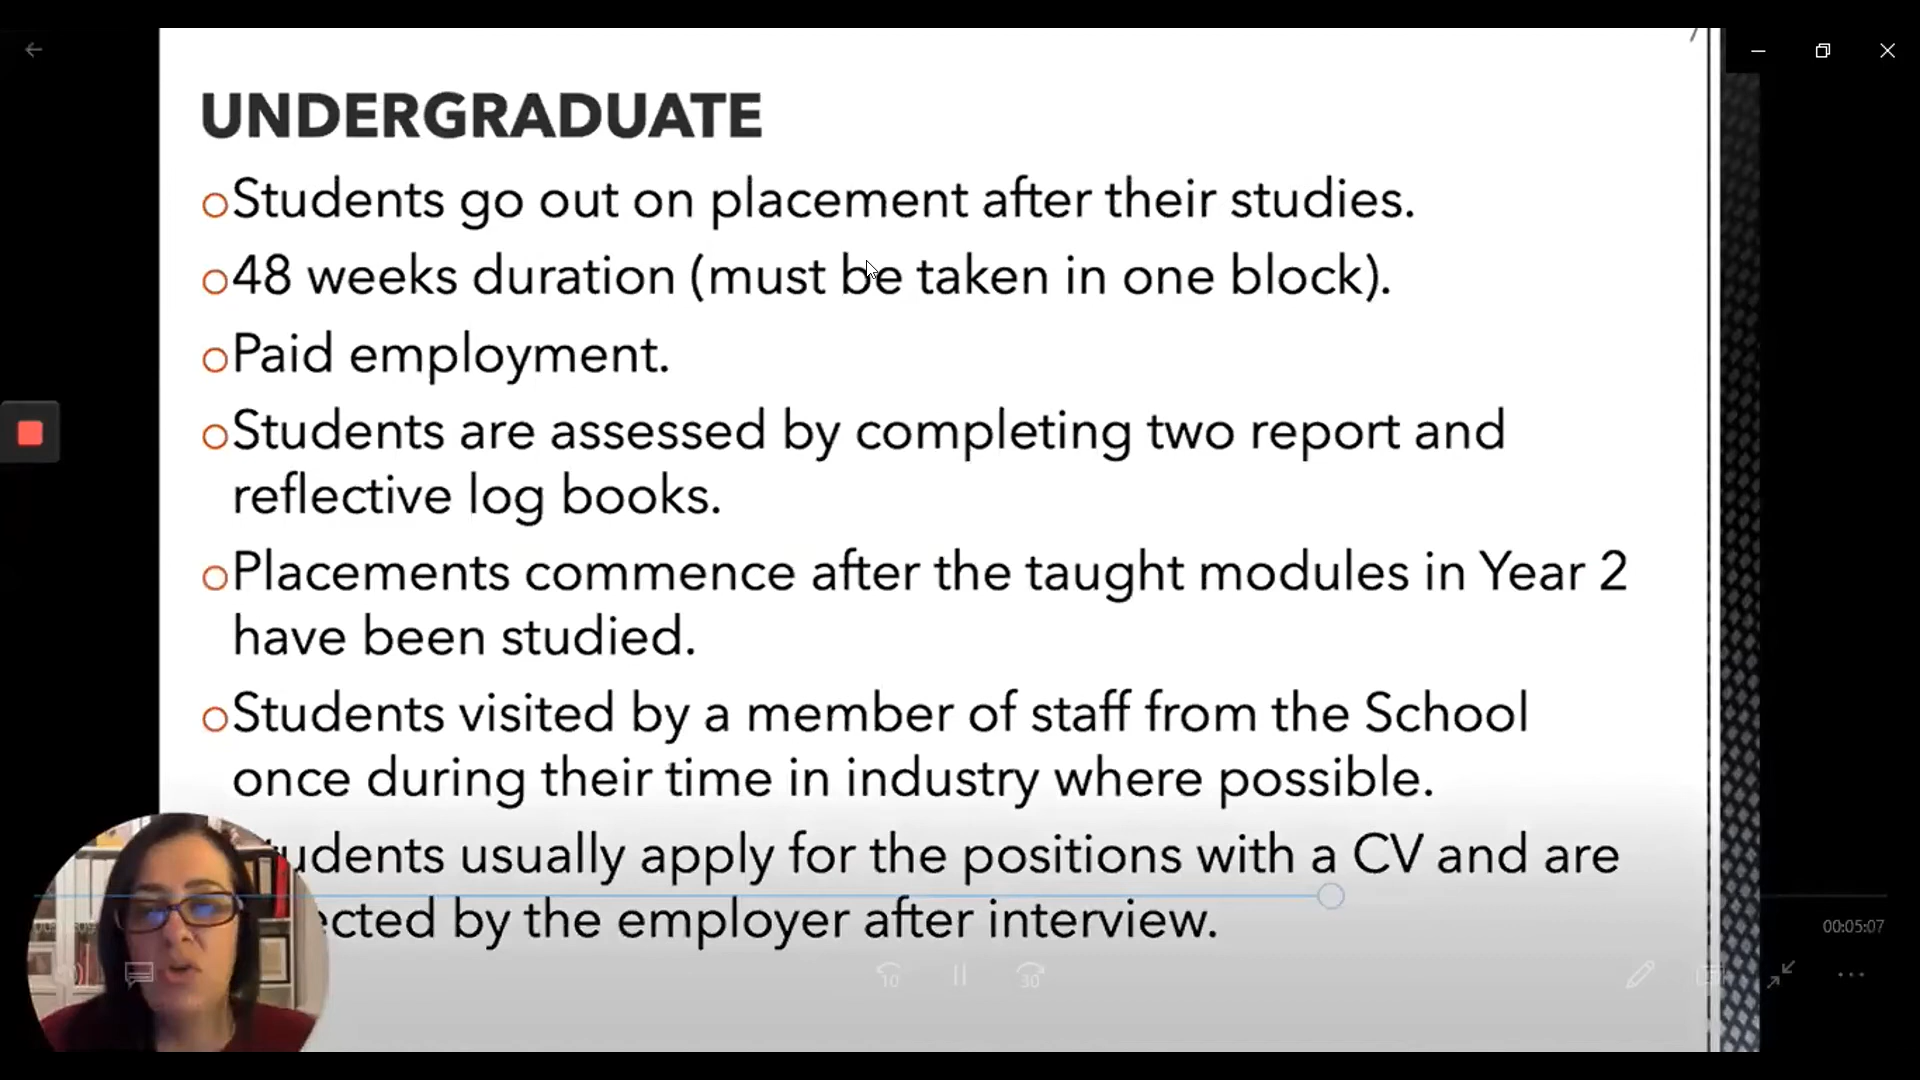 UNDERGRADUATE
Students go out on placement after their studies.
48 weeks duration (must be taken in one block).
Paid employment.
Students are assessed by completing two report and
reflective log books.
Placements commence after the taught modules in Year 2
have been studied.
Students visited by a member of staff from the School
once during their time in industry where possible.
usually apply for the positions with a CV and are
by the employer after interview.
00:05:07
10
30